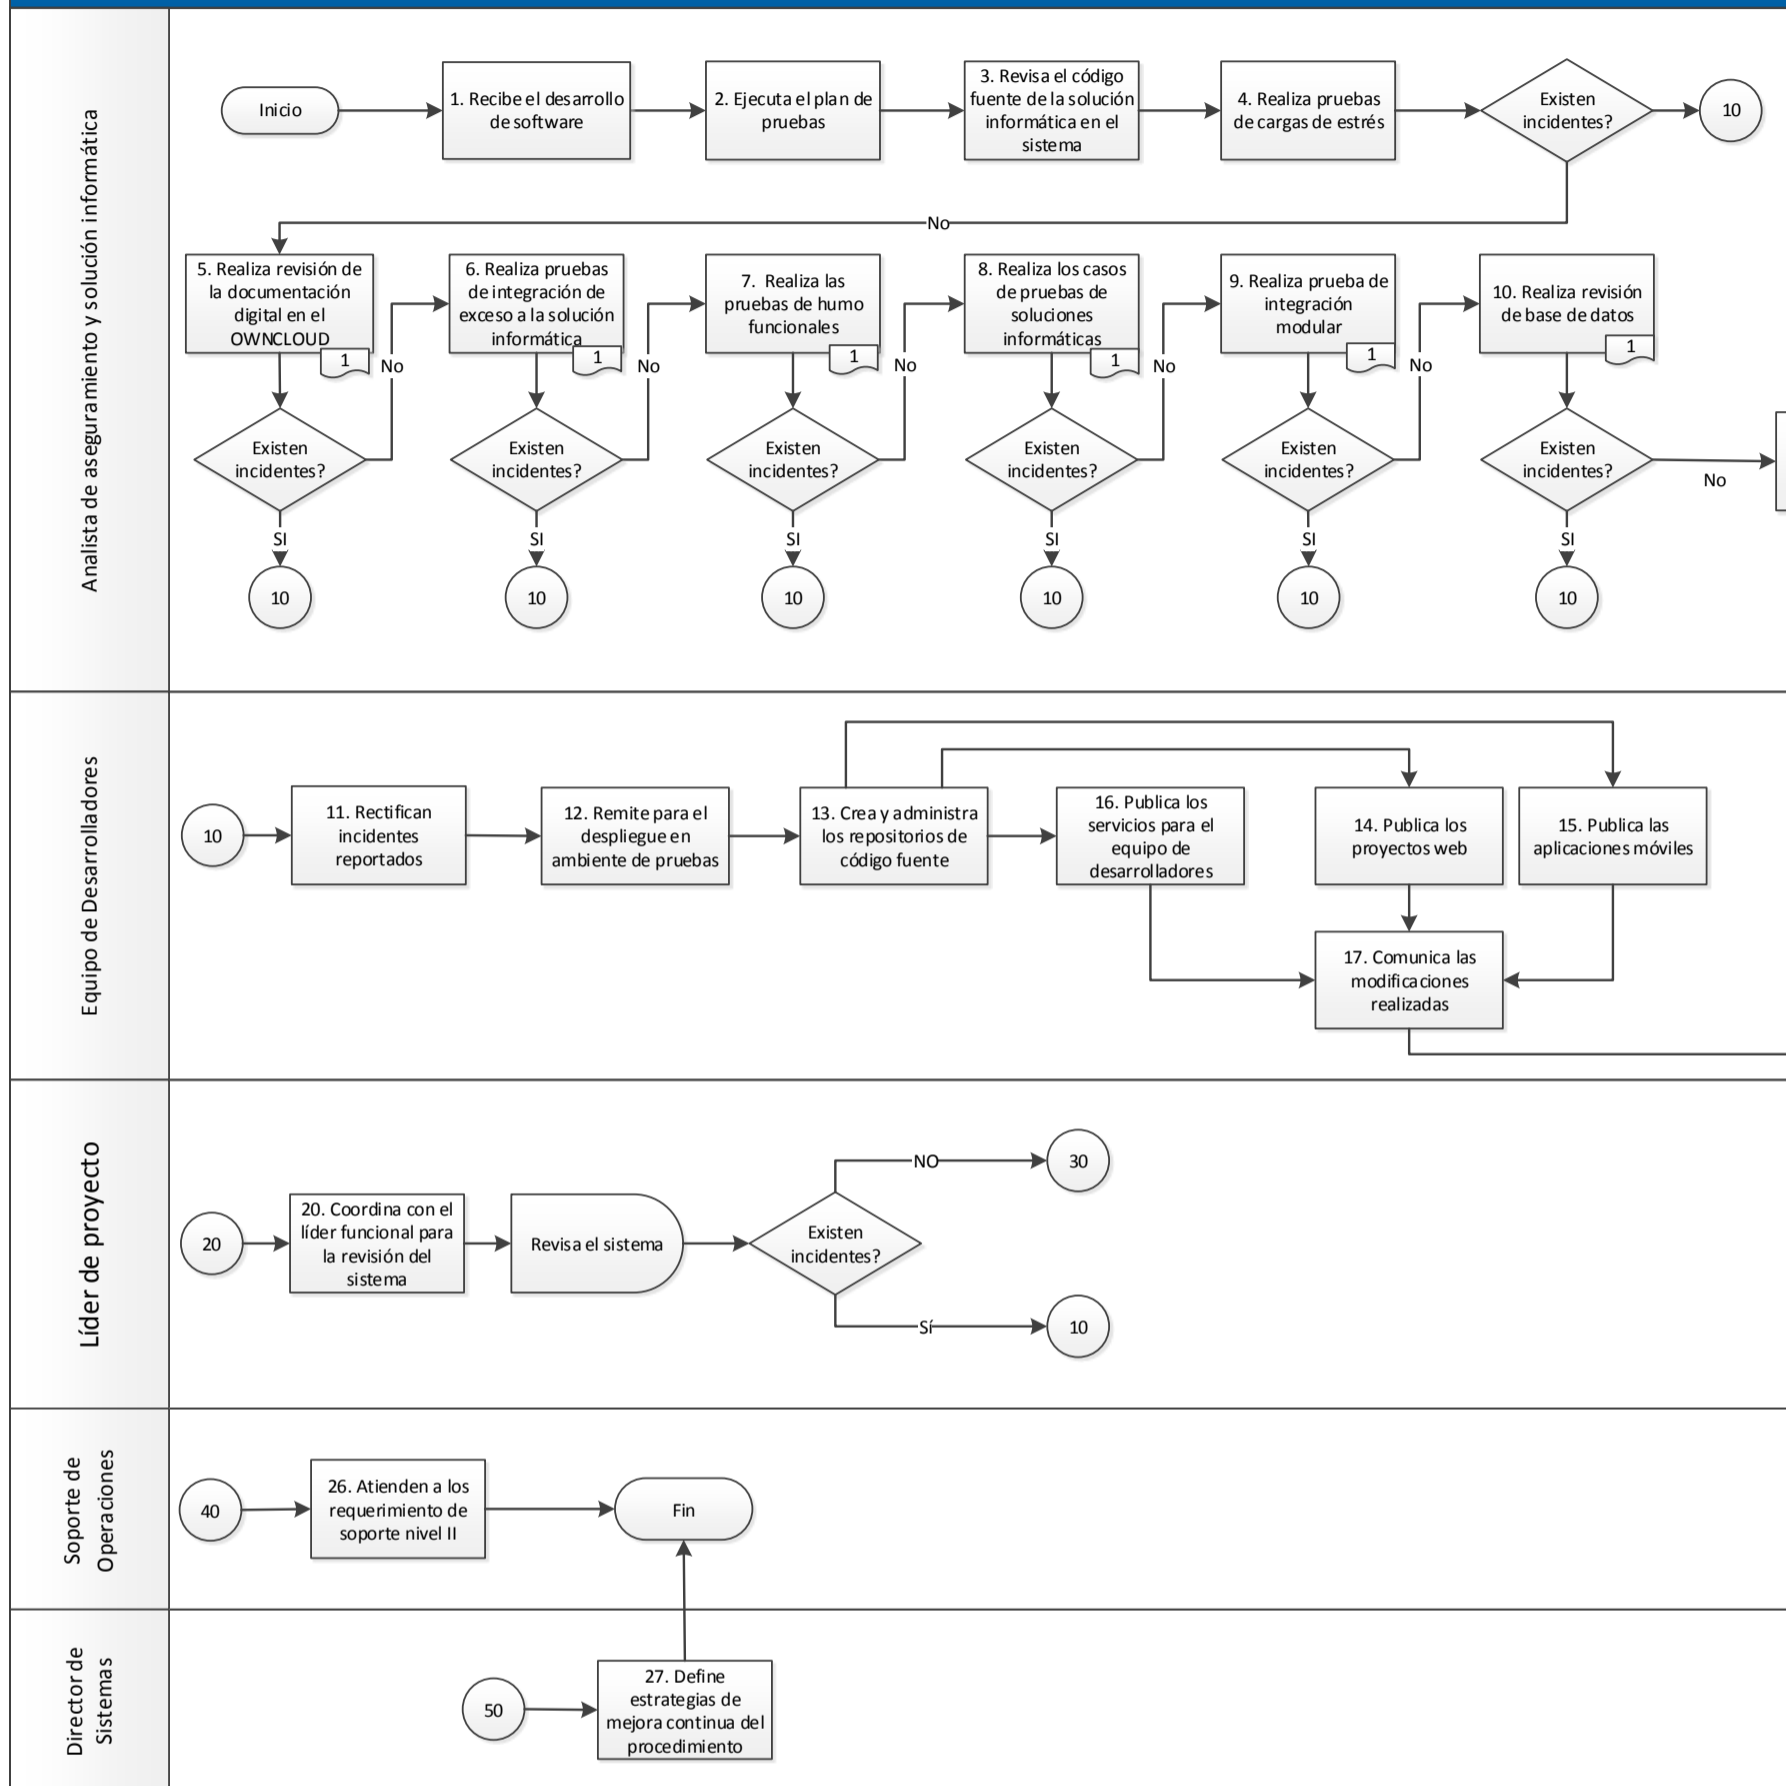 Analista de aseguramiento y solución informática
Inicio
1. Recibe el desarrollo
de software
2. Ejecuta el plan de
pruebas
3. Revisa el código
fuente de la solución
informática en el
sistema
4. Realiza pruebas
de cargas de estrés
Existen
incidentes?
10
No
5. Realiza revisión de
la documentación
digital en el
OWNCLOUD
1
No
6. Realiza pruebas
de integración de
exceso a la solución
informática
1
No
7. Realiza las
pruebas de humo
funcionales
1
No
8. Realiza los casos
de pruebas de
soluciones
informáticas
1
No
9. Realiza prueba de
integración
modular
1
No
10. Realiza revisión
de base de datos
1
Existen
incidentes?
Existen
incidentes?
Existen
incidentes?
Existen
incidentes?
Existen
incidentes?
Existen
incidentes?
No
SI
SI
SI
SI
SI
SI
10
10
10
10
10
10
Equipo de Desarrolladores
10
11. Rectifican
incidentes
reportados
12. Remite para el
despliegue en
ambiente de pruebas
13. Crea y administra
los repositorios de
código fuente
16. Publica los
servicios para el
equipo de
desarrolladores
14. Publica los
proyectos web
15. Publica las
aplicaciones móviles
17. Comunica las
modificaciones
realizadas
Líder de proyecto
20
20. Coordina con el
líder funcional para
la revisión del
sistema
Revisa el sistema
Existen
incidentes?
NO
30
Sí
10
Soporte de
Operaciones
40
26. Atienden a los
requerimiento de
soporte nivel II
Fin
Director de
Sistemas
50
27. Define
estrategias de
mejora continua del
procedimiento